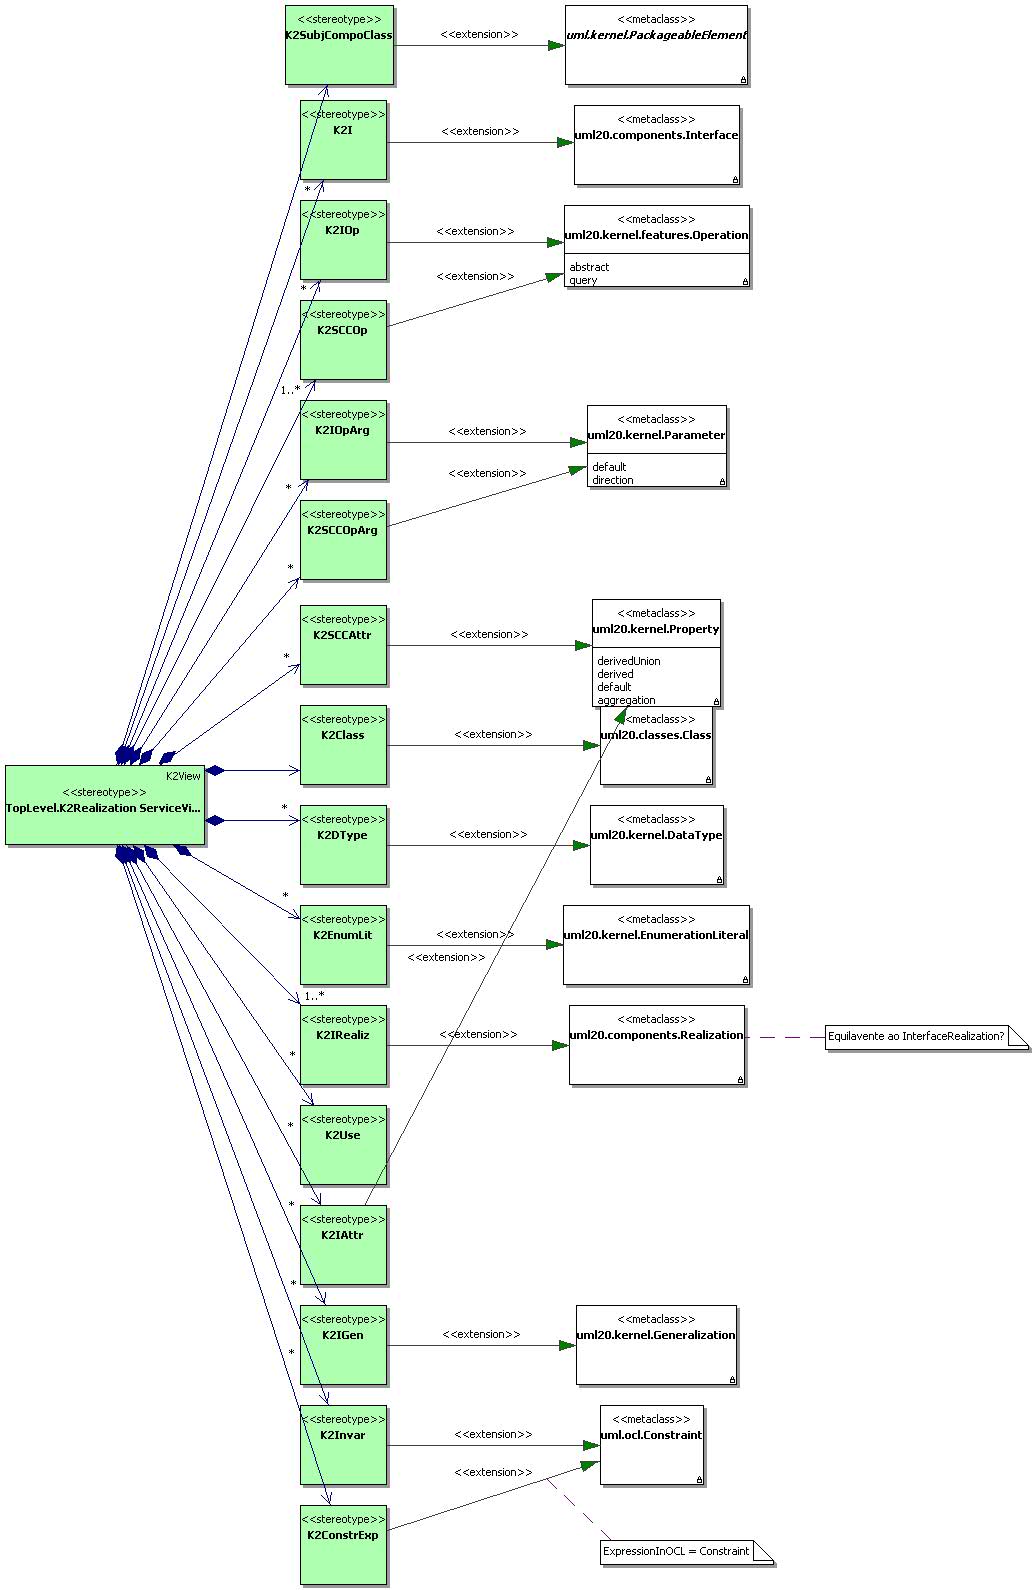 <<stereotype>>
K2SubjCompoClass
<<extension>>
<<metaclass>>
uml.kernel.PackageableElement
<<stereotype>>
K2I
<<extension>>
<<metaclass>>
uml20.components.Interface
*
<<stereotype>>
K2IOp
<<extension>>
<<metaclass>>
uml20.kernel.features.Operation
abstract
query
*
<<stereotype>>
K2SCCOp
<<extension>>
1..*
<<stereotype>>
K2IOpArg
<<extension>>
<<metaclass>>
uml20.kernel.Parameter
default
direction
*
<<stereotype>>
K2SCCOpArg
<<extension>>
*
<<stereotype>>
K2SCCAttr
<<extension>>
<<metaclass>>
uml20.kernel.Property
derivedUnion
derived
default
aggregation
*
<<stereotype>>
K2Class
<<extension>>
<<metaclass>>
uml20.classes.Class
K2View
<<stereotype>>
TopLevel.K2Realization ServiceVi...
*
<<stereotype>>
K2DType
<<extension>>
<<metaclass>>
uml20.kernel.DataType
*
<<stereotype>>
K2EnumLit
<<extension>>
<<metaclass>>
uml20.kernel.EnumerationLiteral
<<extension>>
1..*
<<stereotype>>
K2IRealiz
<<extension>>
<<metaclass>>
uml20.components.Realization
Equilavente ao InterfaceRealization?
*
<<stereotype>>
K2Use
*
<<stereotype>>
K2IAttr
*
<<stereotype>>
K2IGen
<<extension>>
<<metaclass>>
uml20.kernel.Generalization
*
<<stereotype>>
K2Invar
<<extension>>
<<metaclass>>
uml.ocl.Constraint
*
<<stereotype>>
K2ConstrExp
<<extension>>
ExpressionInOCL = Constraint